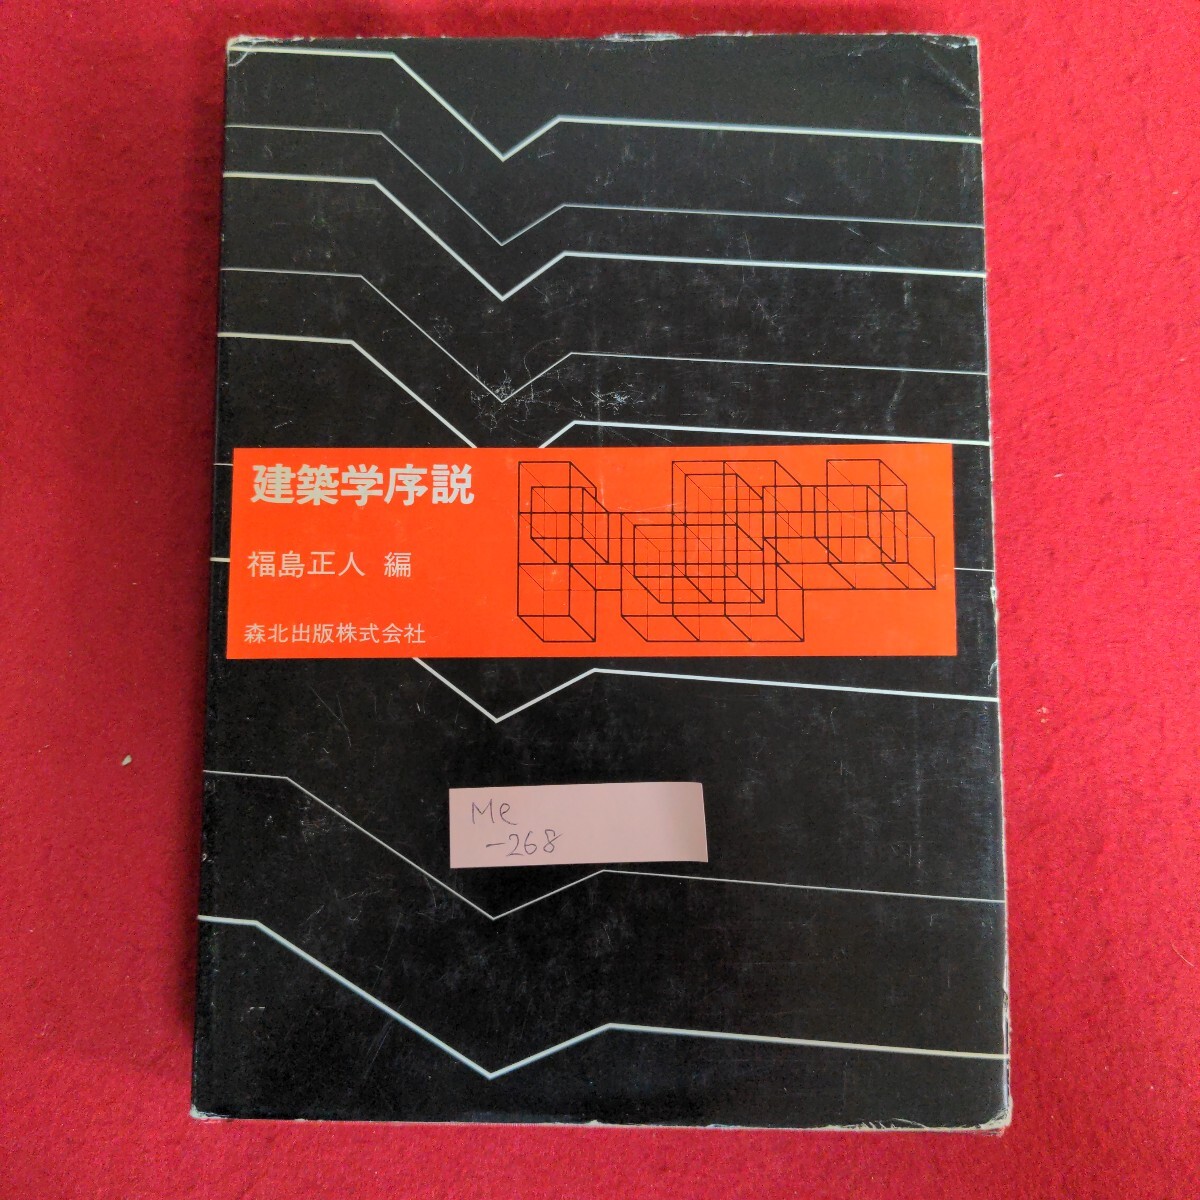 建築学序説
福島正人 編
森北出版株式会社
Me
-268